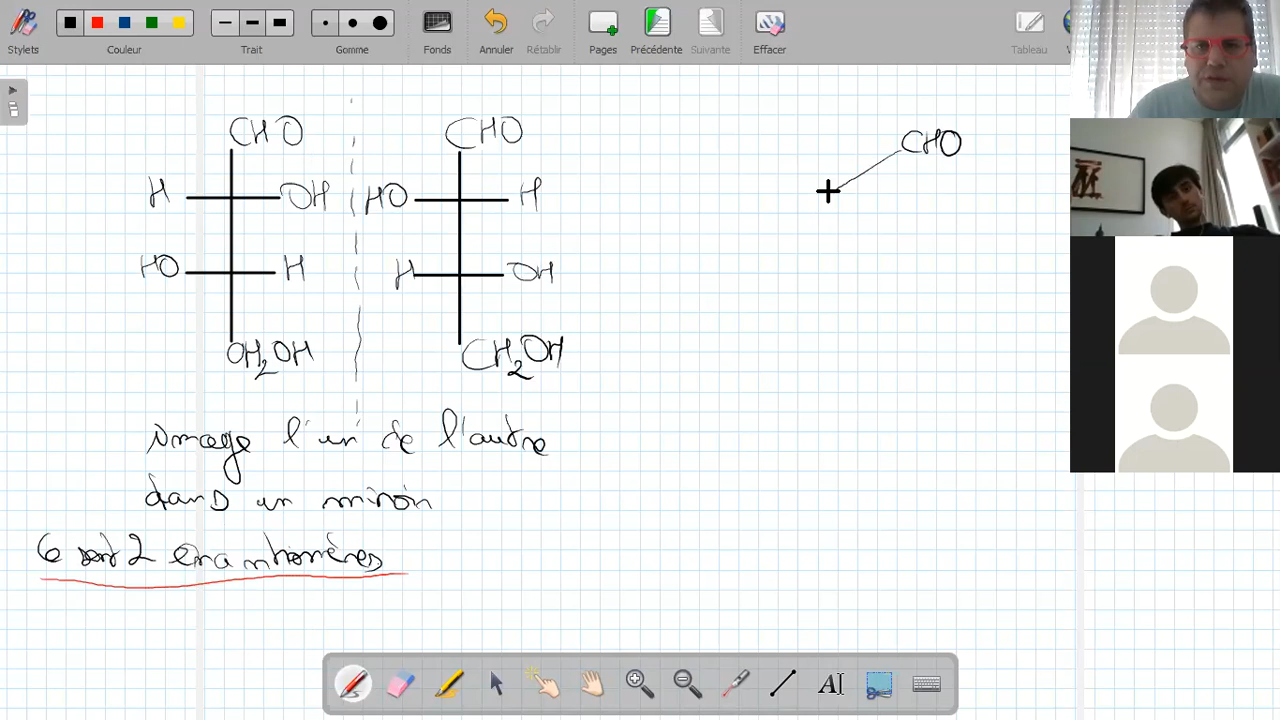 Stylets Couleur Trait Gomme Fonds Annuler Rétablir Pages Précédente Suivante Effacer Tableau
CHO CHO CHO
H OH HO H
HO H H OH
CH2OH CH2OH
image l'un de l'autre
dans un miroir
Ce sont 2 enantiomères